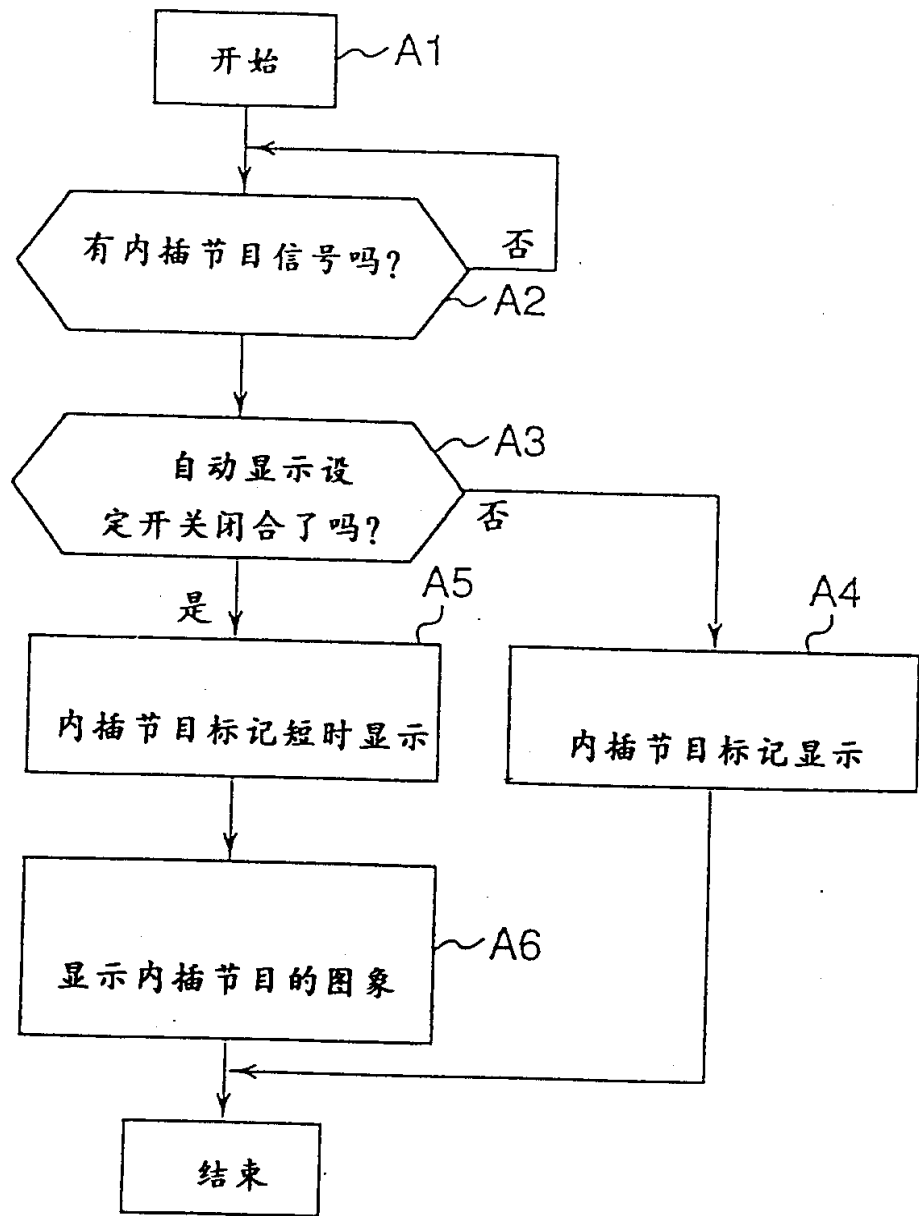 开始
A1
有内插节目信号吗？
否
A2
自动显示设
定开关闭合了吗？
A3
否
是
A5
A4
内插节目标记短时显示
内插节目标记显示
显示内插节目的图象
A6
结束